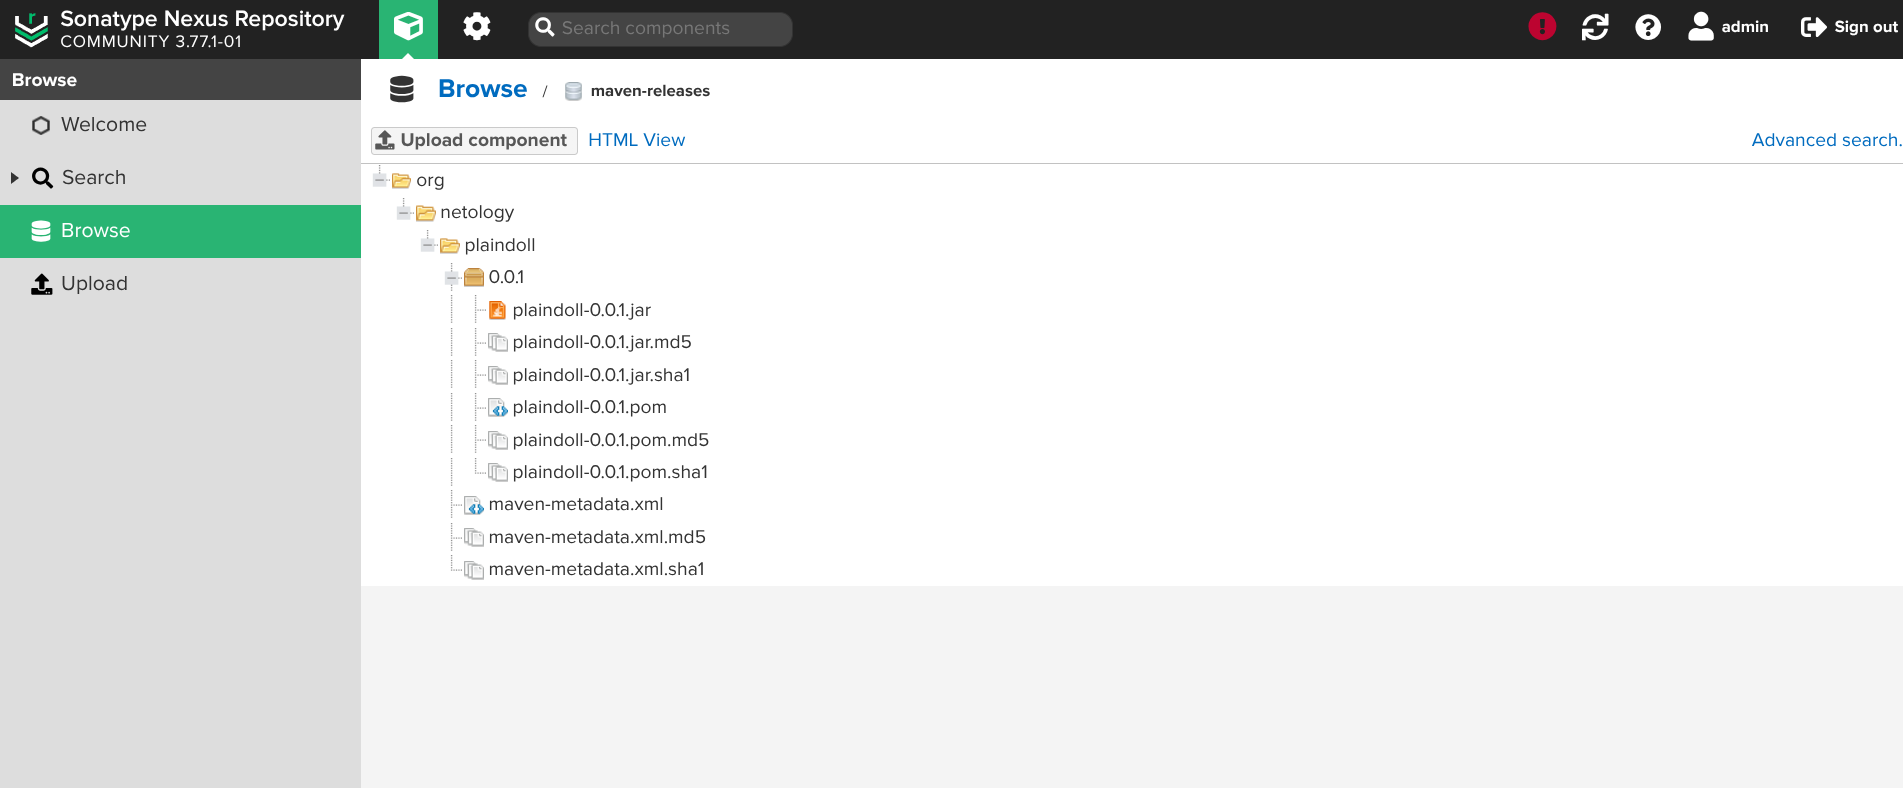 Sonatype Nexus Repository
COMMUNITY 3.77.1-01
Search components
admin
Sign out
Browse
Welcome
Search
Browse
Upload
Browse / maven-releases
Upload component
HTML View
Advanced search.
org
netology
plaindoll
0.0.1
plaindoll-0.0.1.jar
plaindoll-0.0.1.jar.md5
plaindoll-0.0.1.jar.sha1
plaindoll-0.0.1.pom
plaindoll-0.0.1.pom.md5
plaindoll-0.0.1.pom.sha1
maven-metadata.xml
maven-metadata.xml.md5
maven-metadata.xml.sha1